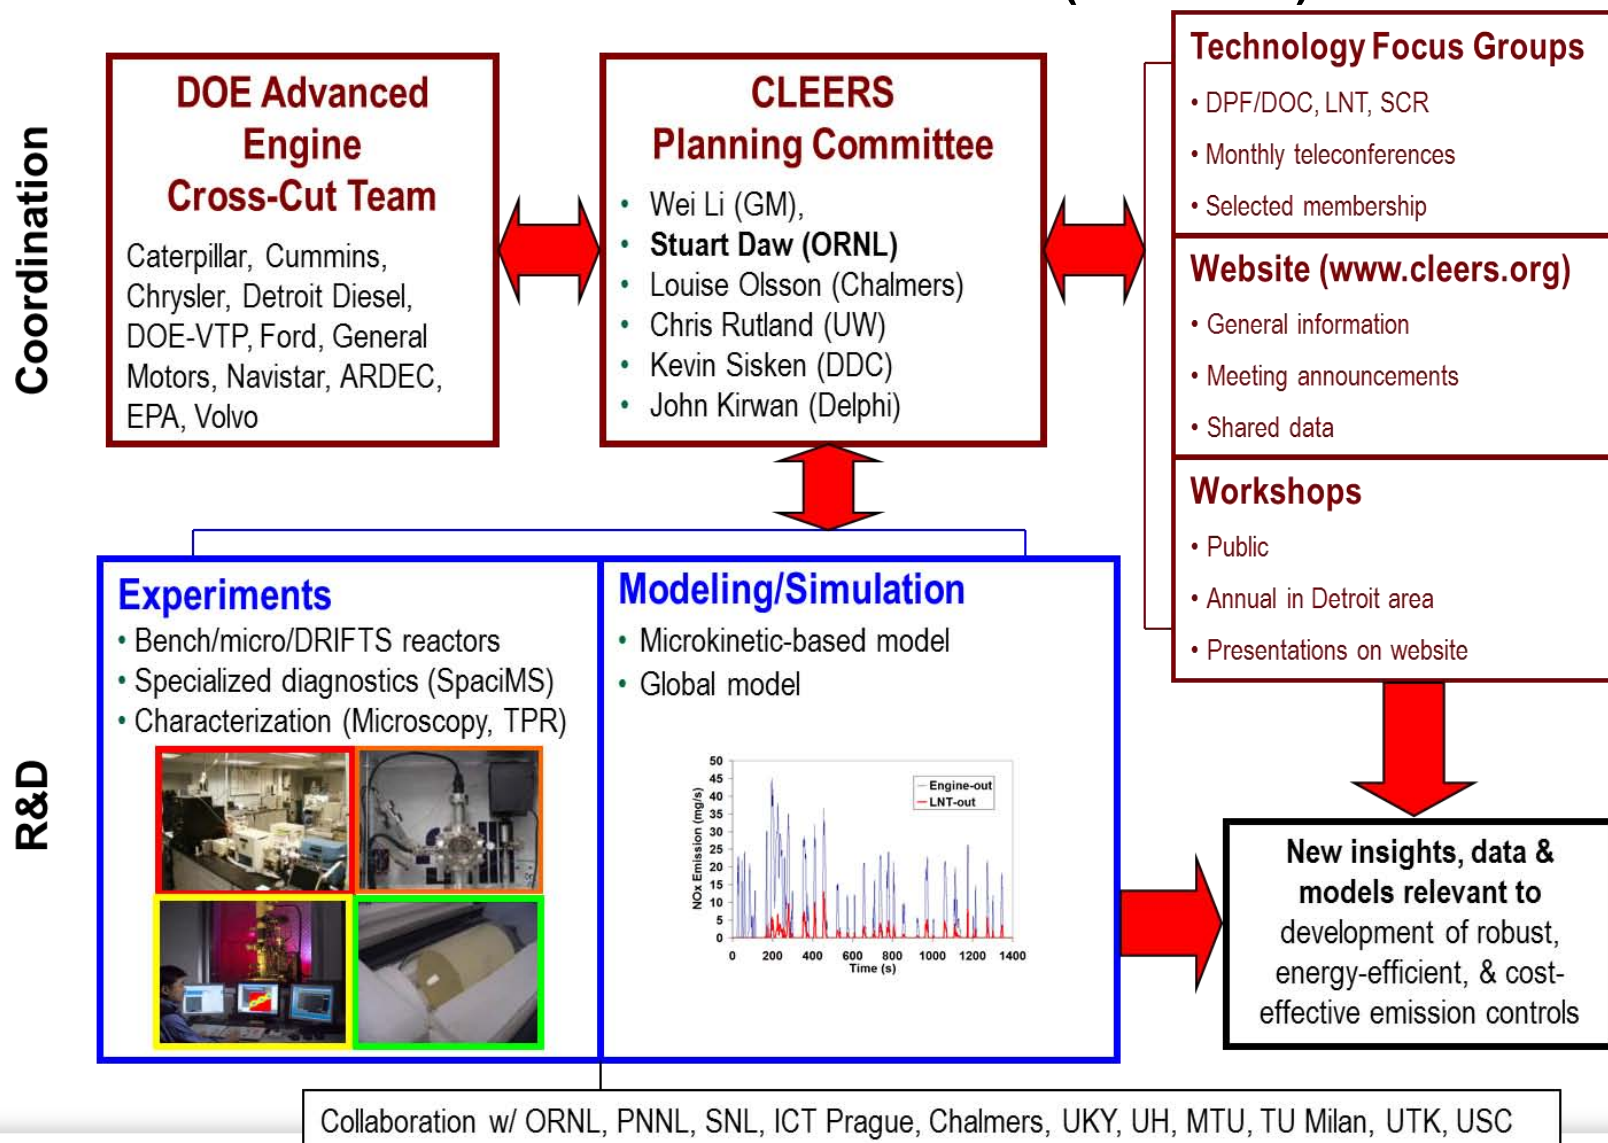 Coordination
DOE Advanced
Engine
Cross-Cut Team
Caterpillar, Cummins,
Chrysler, Detroit Diesel,
DOE-VTP, Ford, General
Motors, Navistar, ARDEC,
EPA, Volvo
CLEERS
Planning Committee
• Wei Li (GM),
• Stuart Daw (ORNL)
• Louise Olsson (Chalmers)
• Chris Rutland (UW)
• Kevin Sisken (DDC)
• John Kirwan (Delphi)
Technology Focus Groups
• DPF/DOC, LNT, SCR
• Monthly teleconferences
• Selected membership
Website (www.cleers.org)
• General information
• Meeting announcements
• Shared data
Workshops
• Public
• Annual in Detroit area
• Presentations on website
R&D
Experiments
• Bench/micro/DRIFTS reactors
• Specialized diagnostics (SpaciMS)
• Characterization (Microscopy, TPR)
Modeling/Simulation
• Microkinetic-based model
• Global model
NOx Emission (mg/s)
50
45
40
35
30
25
20
15
10
5
0
Engine-out
LNT-out
0 200 400 600 800 1000 1200 1400
Time (s)
New insights, data &
models relevant to
development of robust,
energy-efficient, & cost-
effective emission controls
Collaboration w/ ORNL, PNNL, SNL, ICT Prague, Chalmers, UKY, UH, MTU, TU Milan, UTK, USC